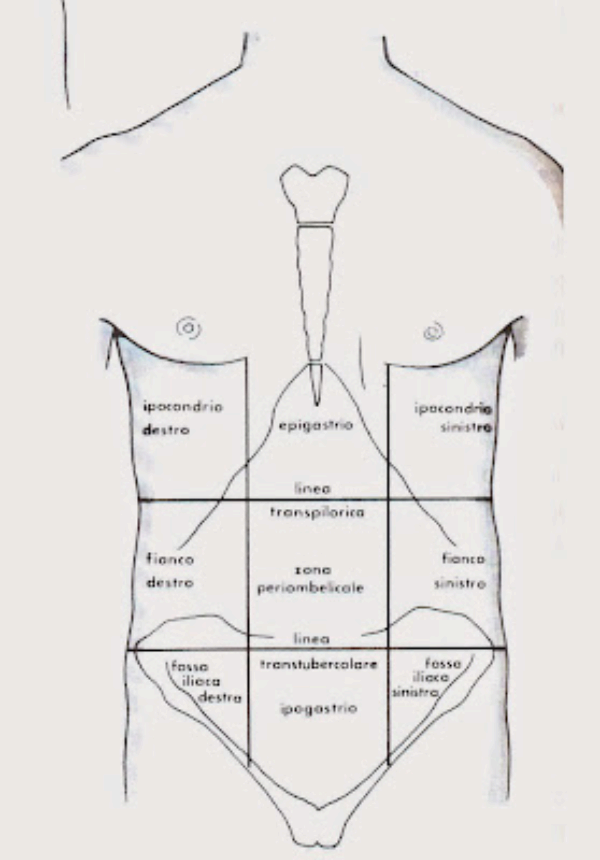 ipocondrio
destro
epigastrio
ipocondrio
sinistro
linea
transpilorica
fianco
destro
zona
periombelicale
fianco
sinistro
linea
transtubercolare
fossa
iliaca
destra
ipogastrio
fossa
iliaca
sinistra